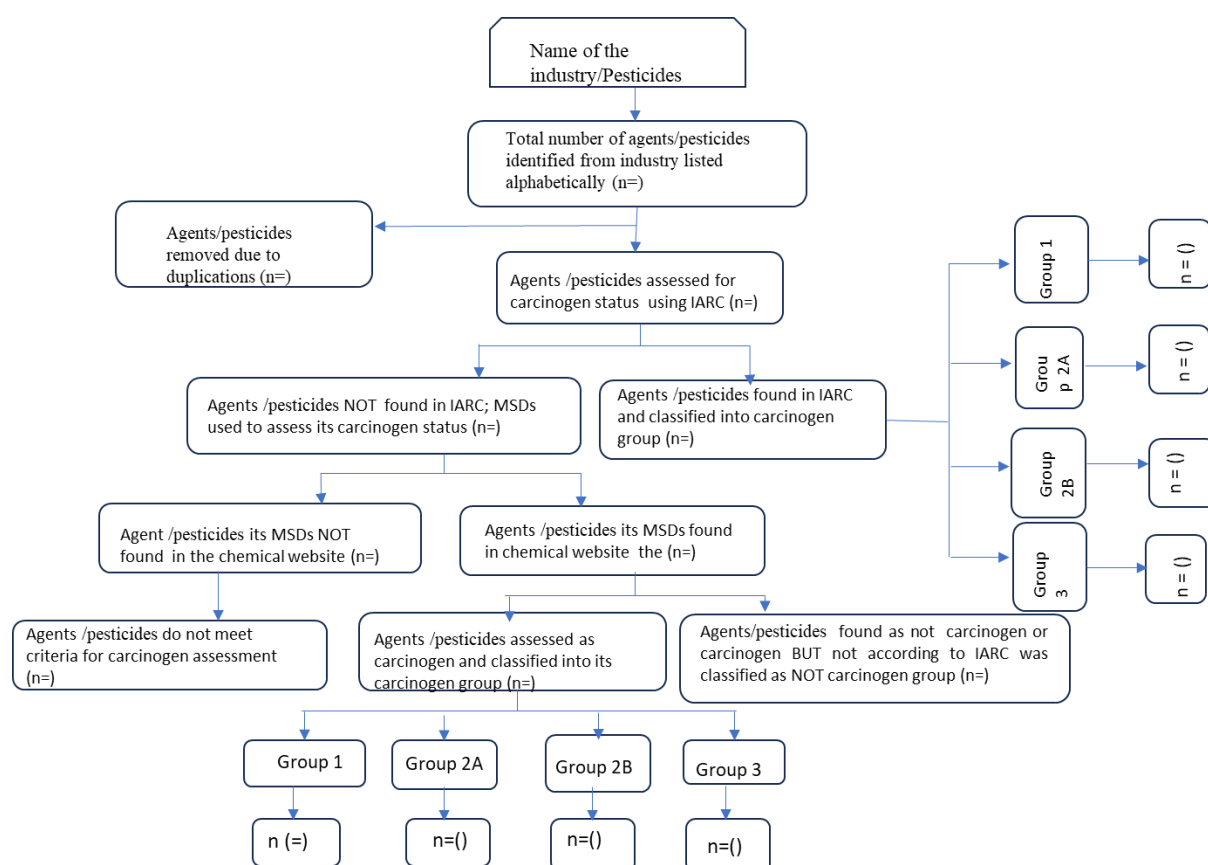 Name of the
industry/Pesticides
Total number of agents/pesticides
identified from industry listed
alphabetically (n=)
Agents/pesticides
removed due to
duplications (n=)
Agents /pesticides assessed for
carcinogen status using IARC (n=)
Agents /pesticides NOT found in IARC; MSDs
used to assess its carcinogen status (n=)
Agents /pesticides found in IARC
and classified into carcinogen
group (n=)
Group 1
n = ()
Grou
p 2A
n = ()
Group
2B
n = ()
Group
3
n = ()
Agent /pesticides its MSDs NOT
found in the chemical website (n=)
Agents /pesticides its MSDs found
in chemical website the (n=)
Agents /pesticides do not meet
criteria for carcinogen assessment
(n=)
Agents /pesticides assessed as
carcinogen and classified into its
carcinogen group (n=)
Agents/pesticides found as not carcinogen or
carcinogen BUT not according to IARC was
classified as NOT carcinogen group (n=)
Group 1
Group 2A
Group 2B
Group 3
n (=)
n=()
n=()
n=()